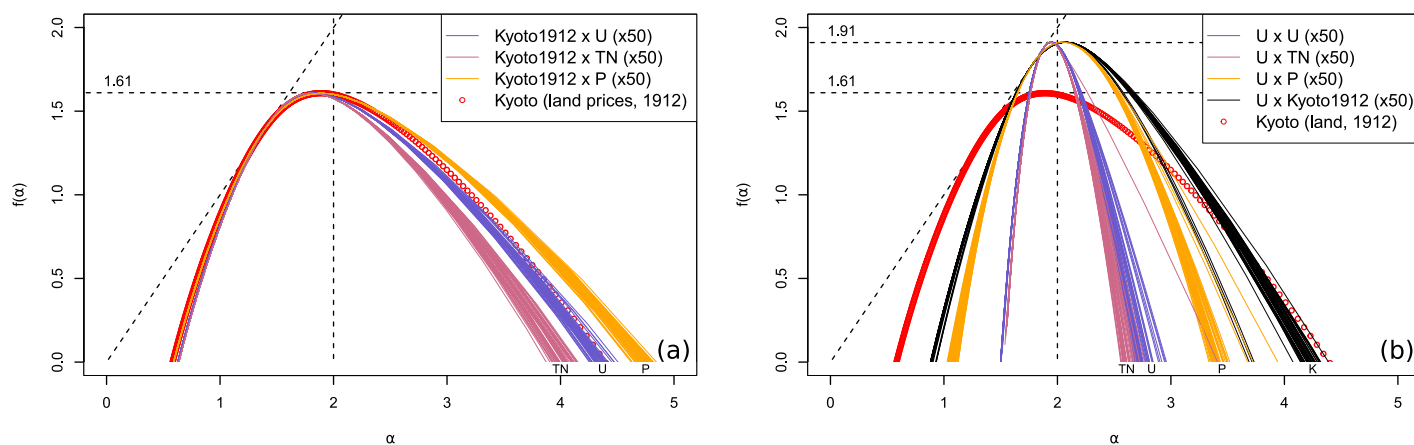 2.0
1.5
1.0
0.5
0.0
f(α)
1.61
Kyoto1912 x U (x50)
Kyoto1912 x TN (x50)
Kyoto1912 x P (x50)
Kyoto (land prices, 1912)
(a)
TN U P
0 1 2 3 4 5
α
2.0
1.5
1.0
0.5
0.0
f(α)
1.91
1.61
U x U (x50)
U x TN (x50)
U x P (x50)
U x Kyoto1912 (x50)
Kyoto (land, 1912)
(b)
TN U P K
0 1 2 3 4 5
α